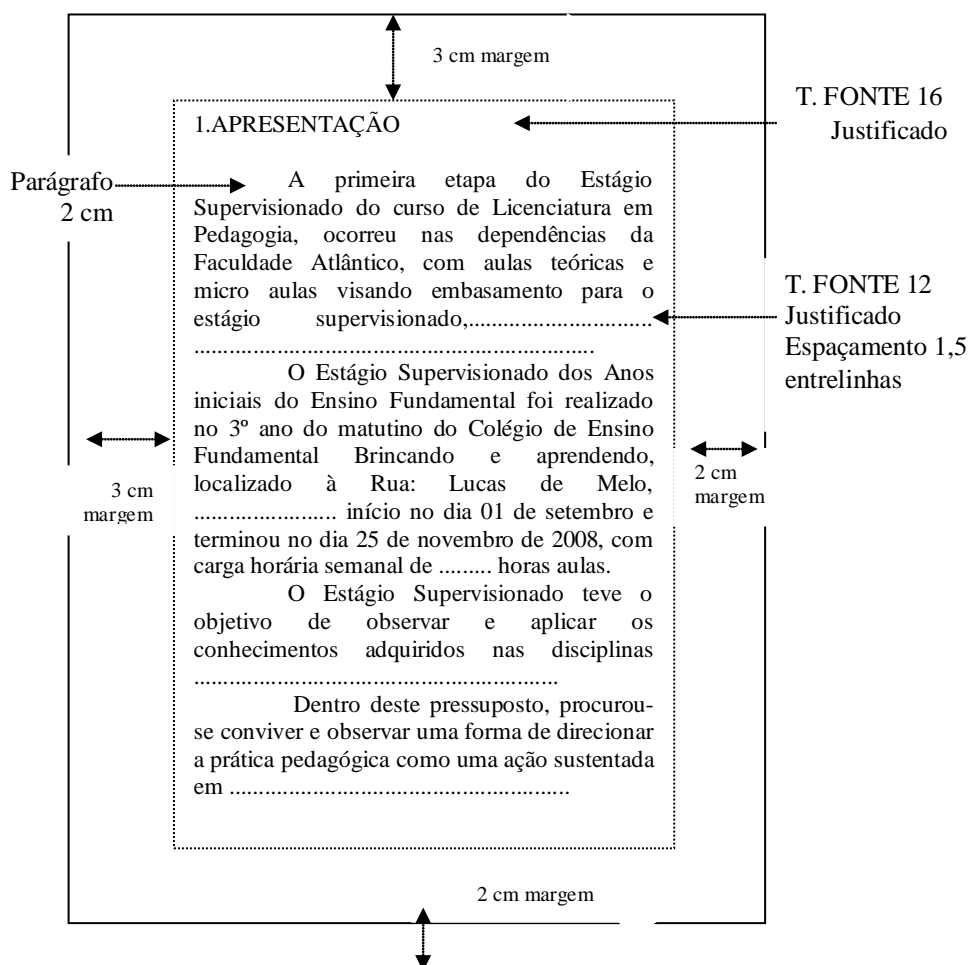 3 cm margem
T. FONTE 16
Justificado
1.APRESENTAÇÃO
Parágrafo
2 cm
A primeira etapa do Estágio
Supervisionado do curso de Licenciatura em
Pedagogia, ocorreu nas dependências da
Faculdade Atlântico, com aulas teóricas e
micro aulas visando embasamento para o
estágio supervisionado,...............................
...................................................................
T. FONTE 12
Justificado
Espaçamento 1,5
entrelinhas
O Estágio Supervisionado dos Anos
iniciais do Ensino Fundamental foi realizado
no 3º ano do matutino do Colégio de Ensino
Fundamental Brincando e aprendendo,
localizado à Rua: Lucas de Melo,
........................ início no dia 01 de setembro e
terminou no dia 25 de novembro de 2008, com
carga horária semanal de ......... horas aulas.
3 cm
margem
2 cm
margem
O Estágio Supervisionado teve o
objetivo de observar e aplicar os
conhecimentos adquiridos nas disciplinas
.............................................................
Dentro deste pressuposto, procurou-
se conviver e observar uma forma de direcionar
a prática pedagógica como uma ação sustentada
em .........................................................
2 cm margem